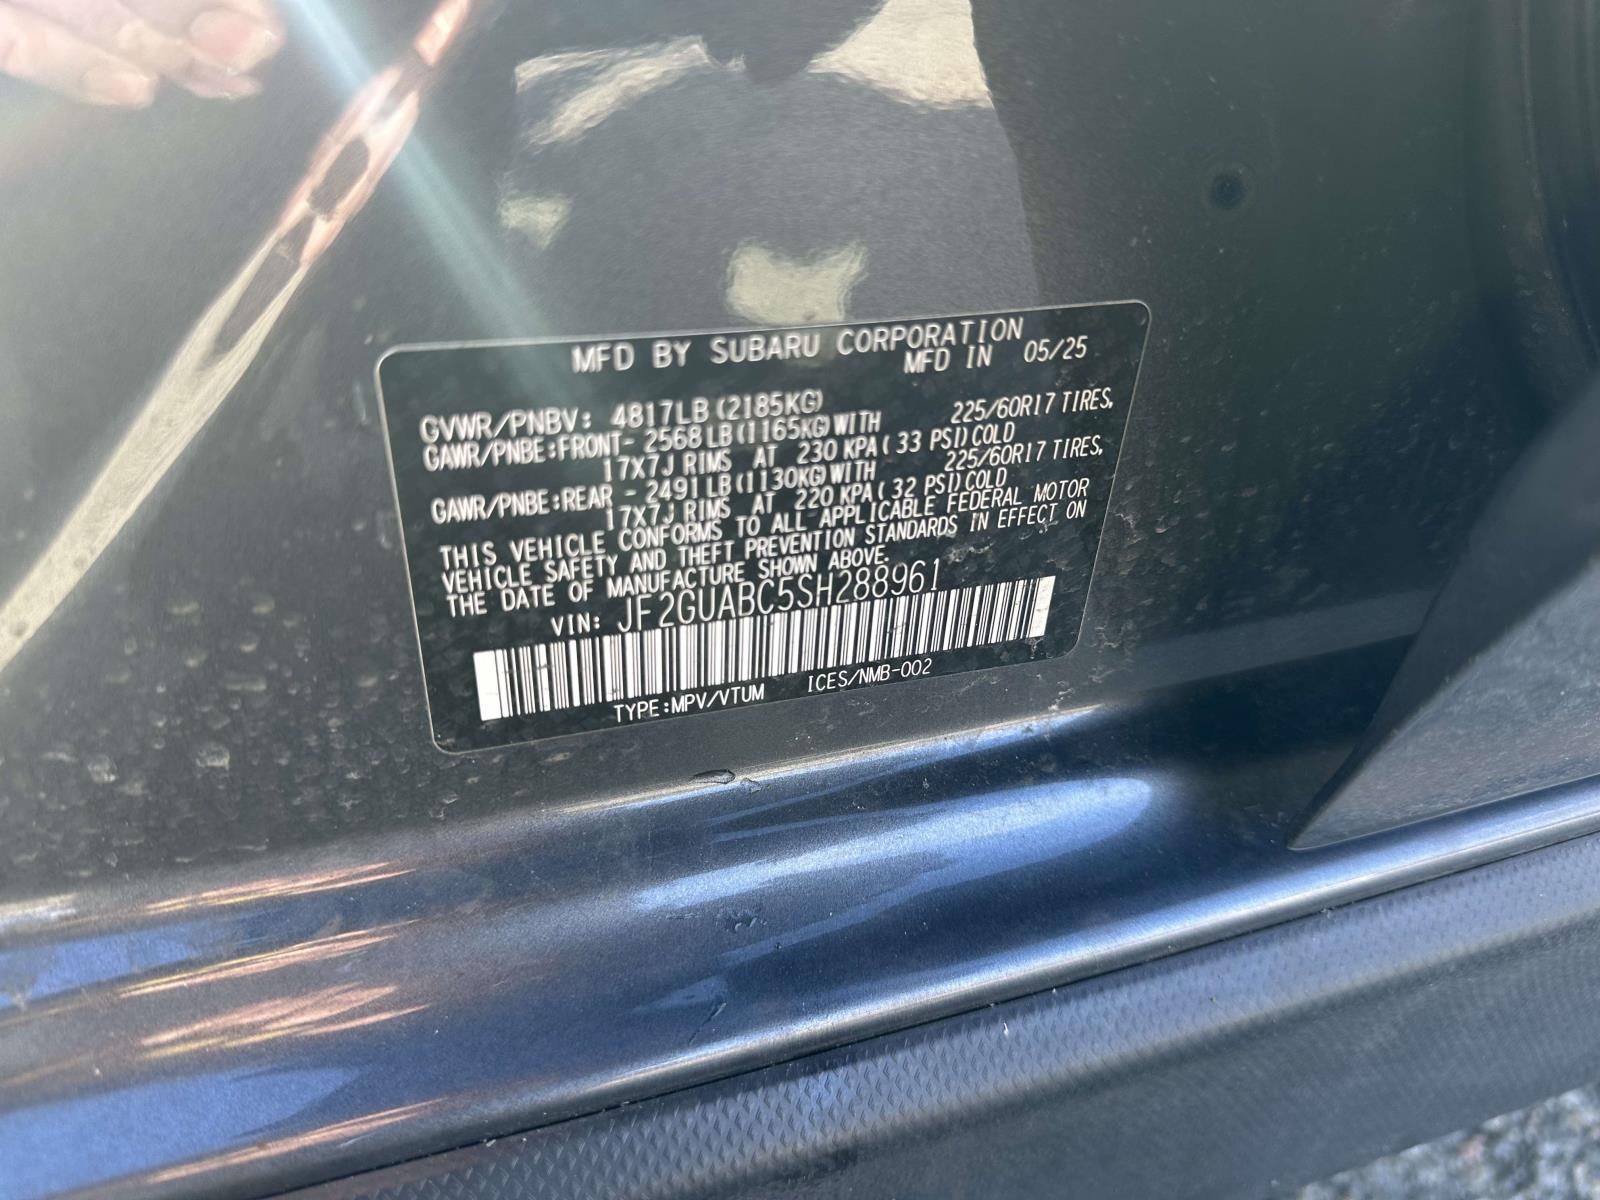 MFD BY SUBARU CORPORATION
MFD IN 05/25
GVWR/PNBV: 4817LB(2185KG)
GAWR/PNBE:FRONT- 2568LB(1165KG)WITH 225/60R17 TIRES,
17X7J RIMS AT 230 KPA(33 PSI)COLD
GAWR/PNBE:REAR - 2491LB(1130KG)WITH 225/60R17 TIRES,
17X7J RIMS AT 220 KPA(32 PSI)COLD
THIS VEHICLE CONFORMS TO ALL APPLICABLE FEDERAL MOTOR
VEHICLE SAFETY AND THEFT PREVENTION STANDARDS IN EFFECT ON
THE DATE OF MANUFACTURE SHOWN ABOVE.
VIN: JF2GUABC5SH288961
TYPE:MPV/VTUM ICES/NMB-002